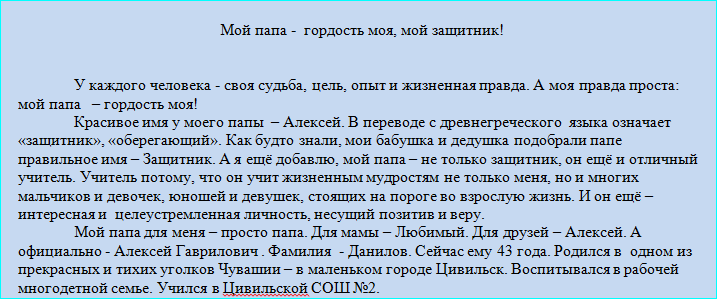 Мой папа - гордость моя, мой защитник!
У каждого человека - своя судьба, цель, опыт и жизненная правда. А моя правда проста:
мой папа – гордость моя!
Красивое имя у моего папы – Алексей. В переводе с древнегреческого языка означает
«защитник», «оберегающий». Как будто знали, мои бабушка и дедушка подобрали папе
правильное имя – Защитник. А я ещё добавлю, мой папа – не только защитник, он ещё и отличный
учитель. Учитель потому, что он учит жизненным мудростям не только меня, но и многих
мальчиков и девочек, юношей и девушек, стоящих на пороге во взрослую жизнь. И он ещё –
интересная и целеустремленная личность, несущий позитив и веру.
Мой папа для меня – просто папа. Для мамы – Любимый. Для друзей – Алексей. А
официально - Алексей Гаврилович . Фамилия - Данилов. Сейчас ему 43 года. Родился в одном из
прекрасных и тихих уголков Чувашии – в маленьком городе Цивильск. Воспитывался в рабочей
многодетной семье. Учился в Цивильской СОШ №2.